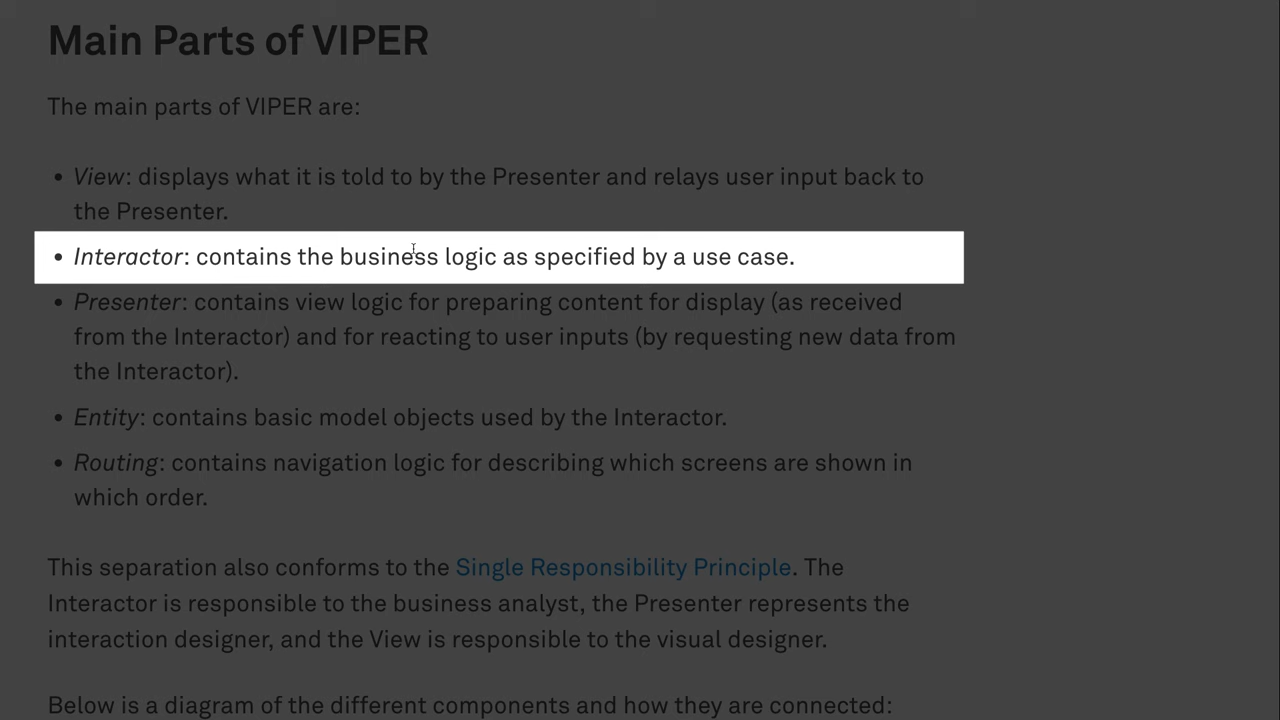 Main Parts of VIPER
The main parts of VIPER are:
• View: displays what it is told to by the Presenter and relays user input back to
the Presenter.
• Interactor: contains the business logic as specified by a use case.
• Presenter: contains view logic for preparing content for display (as received
from the Interactor) and for reacting to user inputs (by requesting new data from
the Interactor).
• Entity: contains basic model objects used by the Interactor.
• Routing: contains navigation logic for describing which screens are shown in
which order.
This separation also conforms to the Single Responsibility Principle. The
Interactor is responsible to the business analyst, the Presenter represents the
interaction designer, and the View is responsible to the visual designer.
Below is a diagram of the different components and how they are connected: